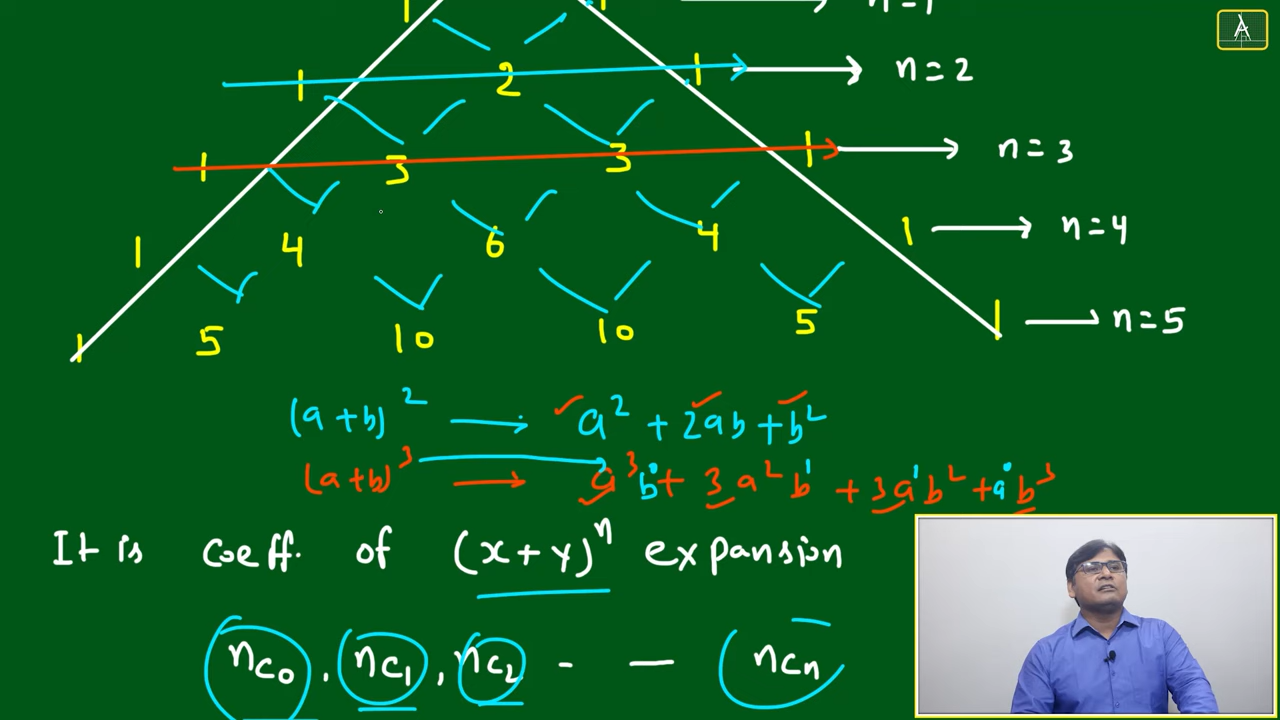 1 1 n=1
1 2 1 n=2
1 3 3 1 n=3
1 4 6 4 1 n=4
1 5 10 10 5 1 n=5
(a+b)² → a² + 2ab + b²
(a+b)³ → a³b⁰ + 3a²b¹ + 3a¹b² + a⁰b³
It is coeff. of (x+y)ⁿ expansion
nc₀, nc₁, nc₂ - — ncₙ